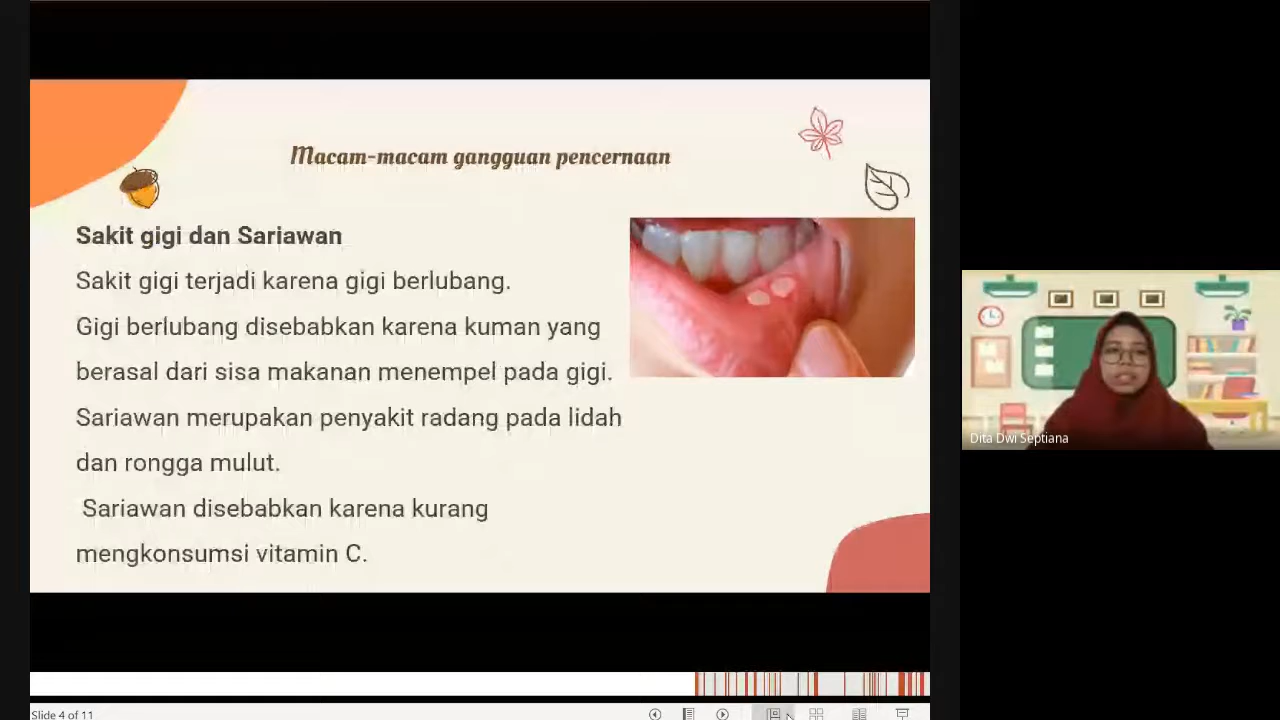 Macam-macam gangguan pencernaan
Sakit gigi dan Sariawan
Sakit gigi terjadi karena gigi berlubang.
Gigi berlubang disebabkan karena kuman yang
berasal dari sisa makanan menempel pada gigi.
Sariawan merupakan penyakit radang pada lidah
dan rongga mulut.
Sariawan disebabkan karena kurang
mengkonsumsi vitamin C.
Dita Dwi Septiana
Slide 4 of 11